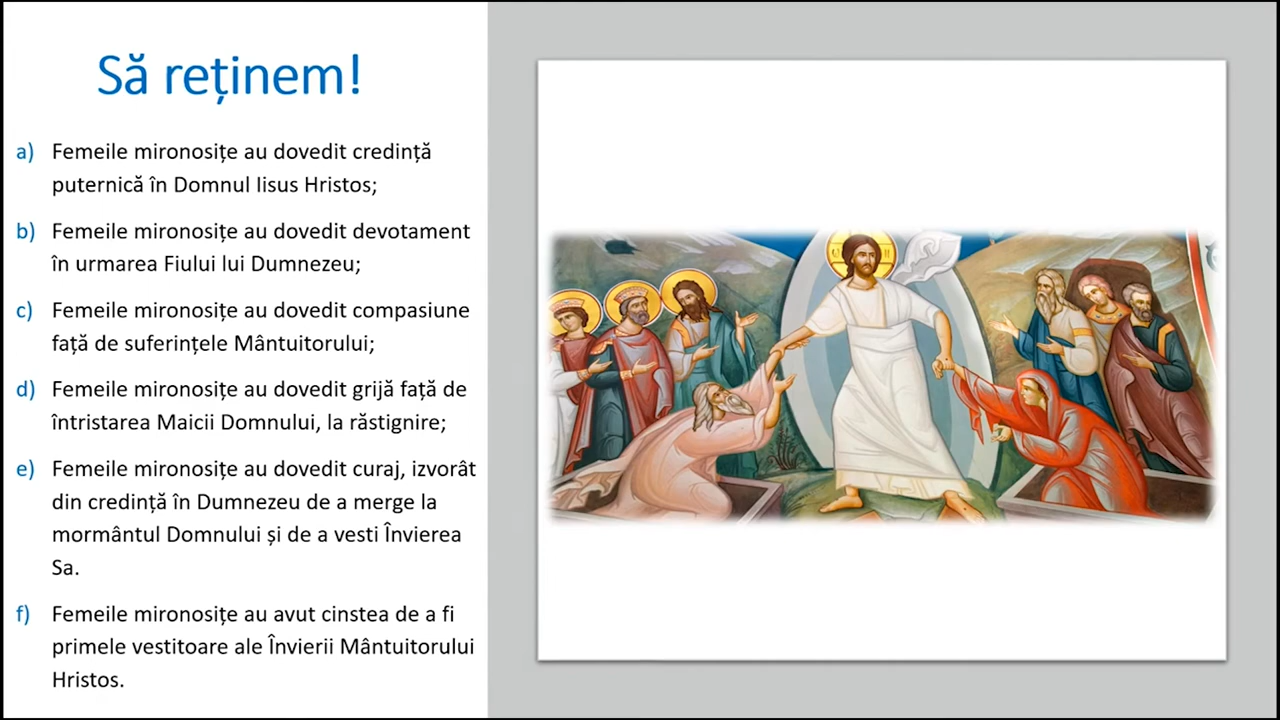 Să reținem!
a) Femeile mironosițe au dovedit credință
puternică în Domnul Iisus Hristos;
b) Femeile mironosițe au dovedit devotament
în urmarea Fiului lui Dumnezeu;
c) Femeile mironosițe au dovedit compasiune
față de suferințele Mântuitorului;
d) Femeile mironosițe au dovedit grijă față de
întristarea Maicii Domnului, la răstignire;
e) Femeile mironosițe au dovedit curaj, izvorât
din credință în Dumnezeu de a merge la
mormântul Domnului și de a vesti Învierea
Sa.
f) Femeile mironosițe au avut cinstea de a fi
primele vestitoare ale Învierii Mântuitorului
Hristos.